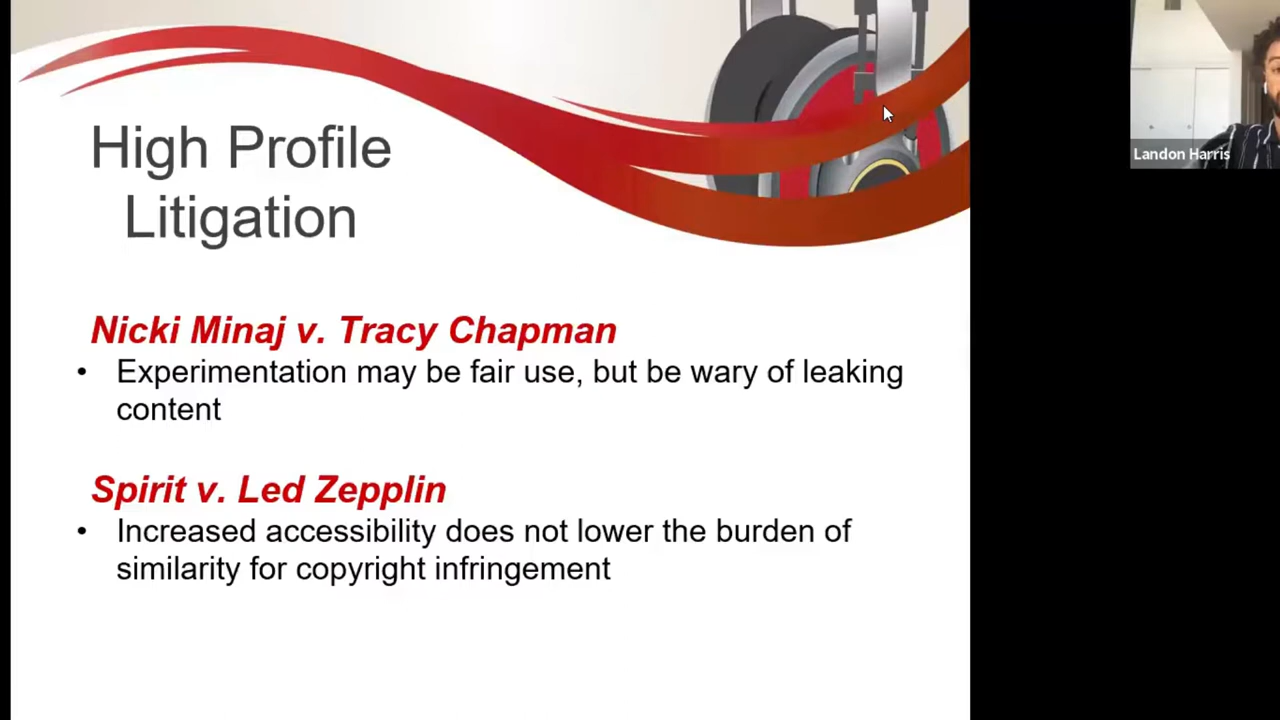 High Profile
Litigation
Nicki Minaj v. Tracy Chapman
• Experimentation may be fair use, but be wary of leaking
content
Spirit v. Led Zepplin
• Increased accessibility does not lower the burden of
similarity for copyright infringement
Landon Harris